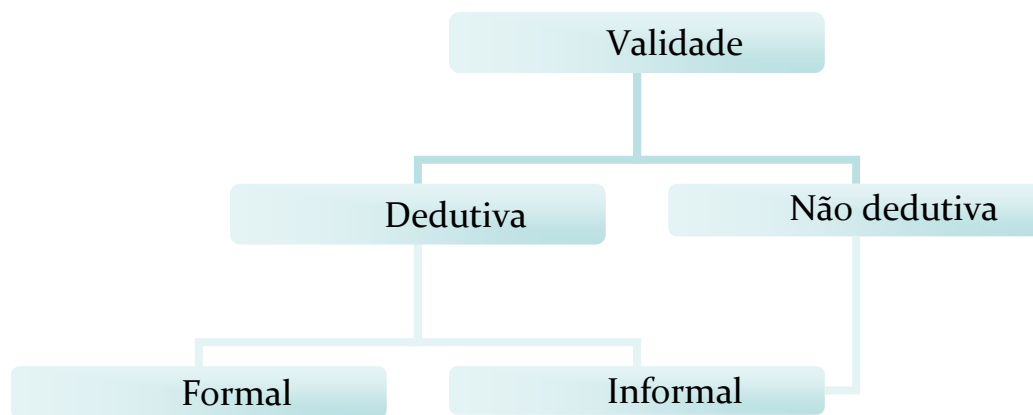 Validade
Dedutiva
Não dedutiva
Formal
Informal